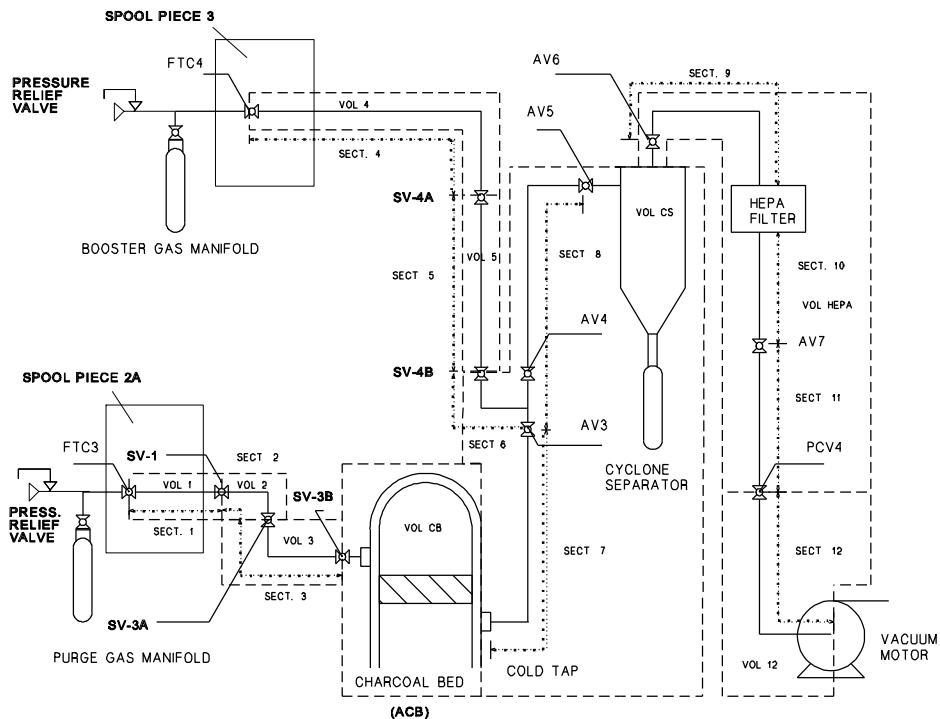 SPOOL PIECE 3
FTC4
PRESSURE
RELIEF
VALVE
VOL 4
SECT. 4
BOOSTER GAS MANIFOLD
SV-4A
VOL 5
SECT 5
SV-4B
AV6
SECT. 9
AV5
VOL CS
HEPA
FILTER
SECT 8
SECT. 10
VOL HEPA
AV4
AV7
SECT 11
AV3
SECT 6
CYCLONE
SEPARATOR
PCV4
SPOOL PIECE 2A
FTC3
SV-1
SECT 2
VOL 1
VOL 2
SV-3B
PRESS.
RELIEF
VALVE
SECT. 1
VOL 3
VOL CB
SECT 7
SECT 12
SECT. 3
SV-3A
PURGE GAS MANIFOLD
COLD TAP
CHARCOAL BED
(ACB)
VOL 12
VACUUM
MOTOR